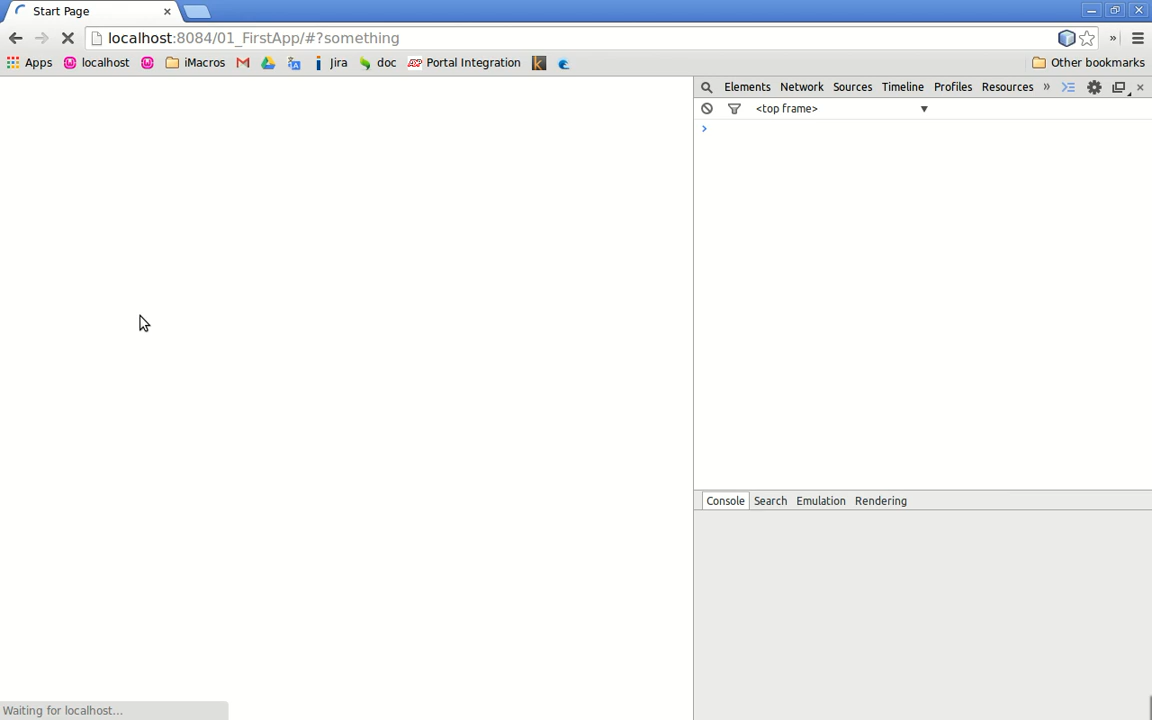 Start Page
localhost:8084/01_FirstApp/#?something
Apps localhost iMacros Jira doc ADP Portal Integration k Other bookmarks
Elements Network Sources Timeline Profiles Resources »
<top frame>
Console Search Emulation Rendering
Waiting for localhost...